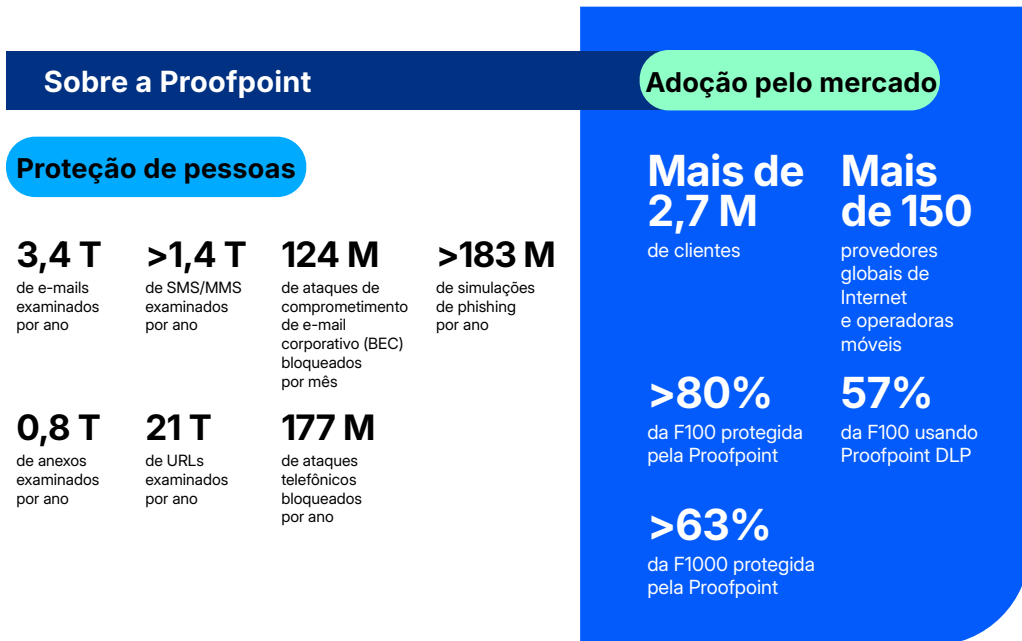 Sobre a Proofpoint
Adoção pelo mercado
Proteção de pessoas
3,4 T
de e-mails
examinados
por ano
>1,4 T
de SMS/MMS
examinados
por ano
124 M
de ataques de
comprometimento
de e-mail
corporativo (BEC)
bloqueados
por mês
>183 M
de simulações
de phishing
por ano
0,8 T
de anexos
examinados
por ano
21 T
de URLs
examinados
por ano
177 M
de ataques
telefônicos
bloqueados
por ano
Mais de
2,7 M
de clientes
Mais
de 150
provedores
globais de
Internet
e operadoras
móveis
>80%
da F100 protegida
pela Proofpoint
57%
da F100 usando
Proofpoint DLP
>63%
da F1000 protegida
pela Proofpoint